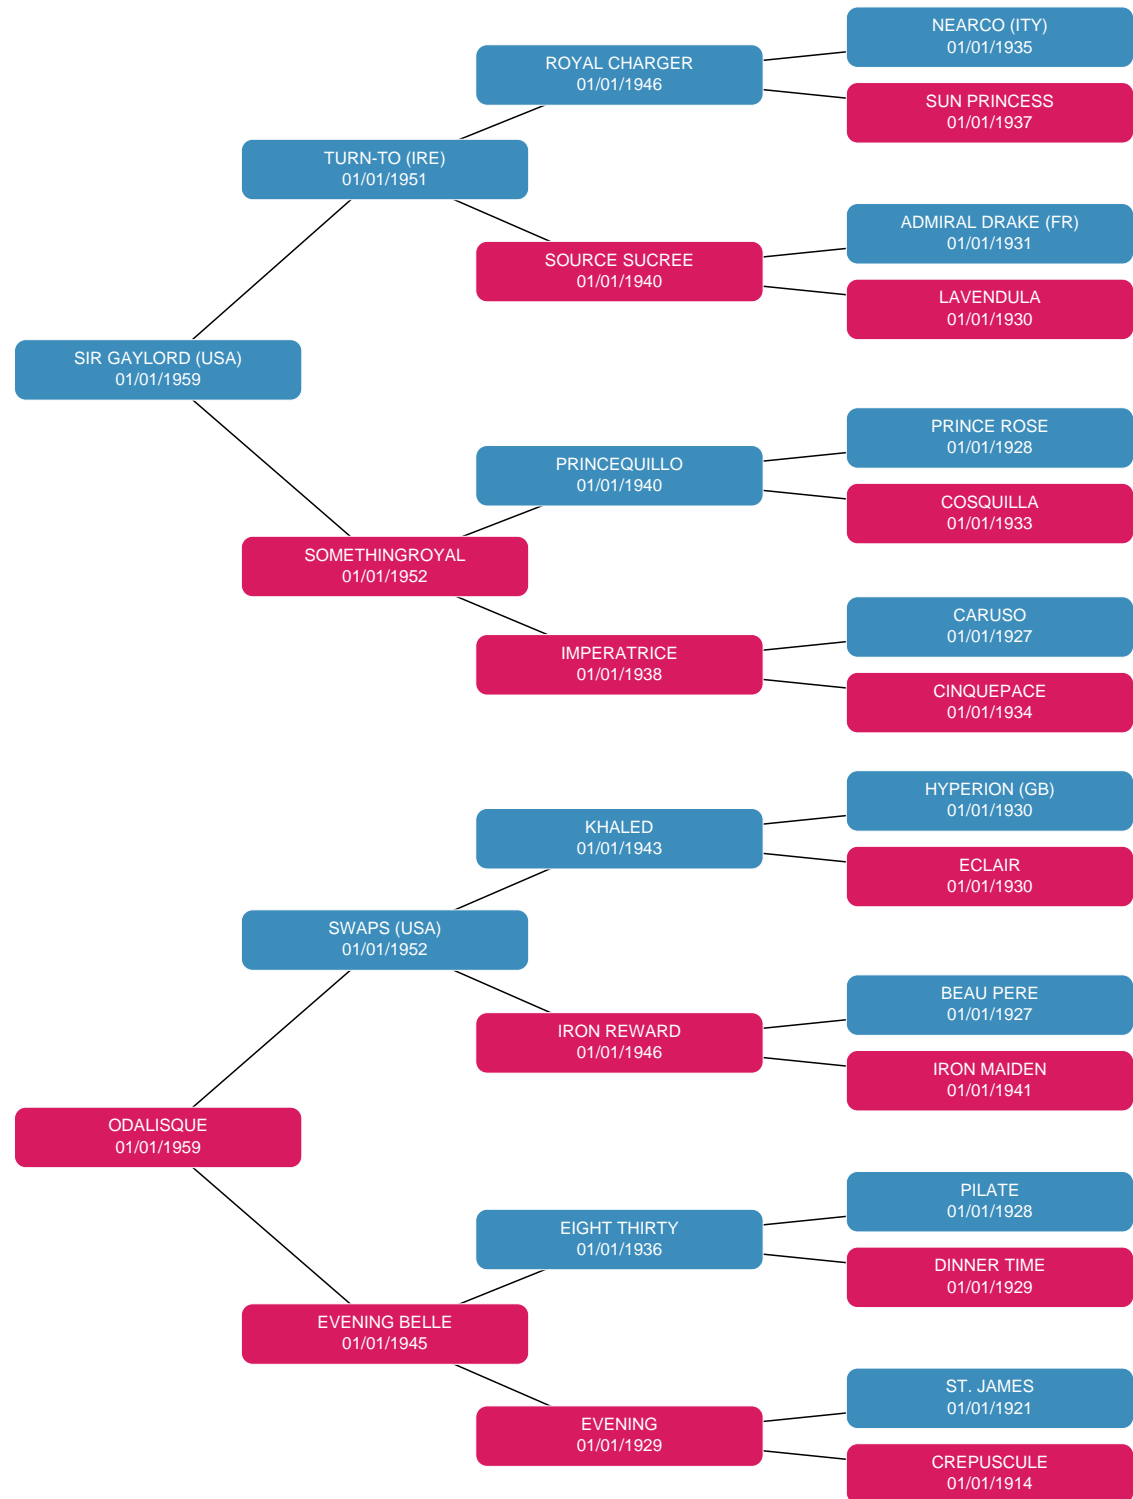 NEARCO (ITY)
01/01/1935
ROYAL CHARGER
01/01/1946
SUN PRINCESS
01/01/1937
TURN-TO (IRE)
01/01/1951
ADMIRAL DRAKE (FR)
01/01/1931
SOURCE SUCREE
01/01/1940
LAVENDULA
01/01/1930
SIR GAYLORD (USA)
01/01/1959
PRINCE ROSE
01/01/1928
PRINCEQUILLO
01/01/1940
COSQUILLA
01/01/1933
SOMETHINGROYAL
01/01/1952
CARUSO
01/01/1927
IMPERATRICE
01/01/1938
CINQUEPACE
01/01/1934
HYPERION (GB)
01/01/1930
KHALED
01/01/1943
ECLAIR
01/01/1930
SWAPS (USA)
01/01/1952
BEAU PERE
01/01/1927
IRON REWARD
01/01/1946
IRON MAIDEN
01/01/1941
ODALISQUE
01/01/1959
PILATE
01/01/1928
EIGHT THIRTY
01/01/1936
DINNER TIME
01/01/1929
EVENING BELLE
01/01/1945
ST. JAMES
01/01/1921
EVENING
01/01/1929
CREPUSCULE
01/01/1914